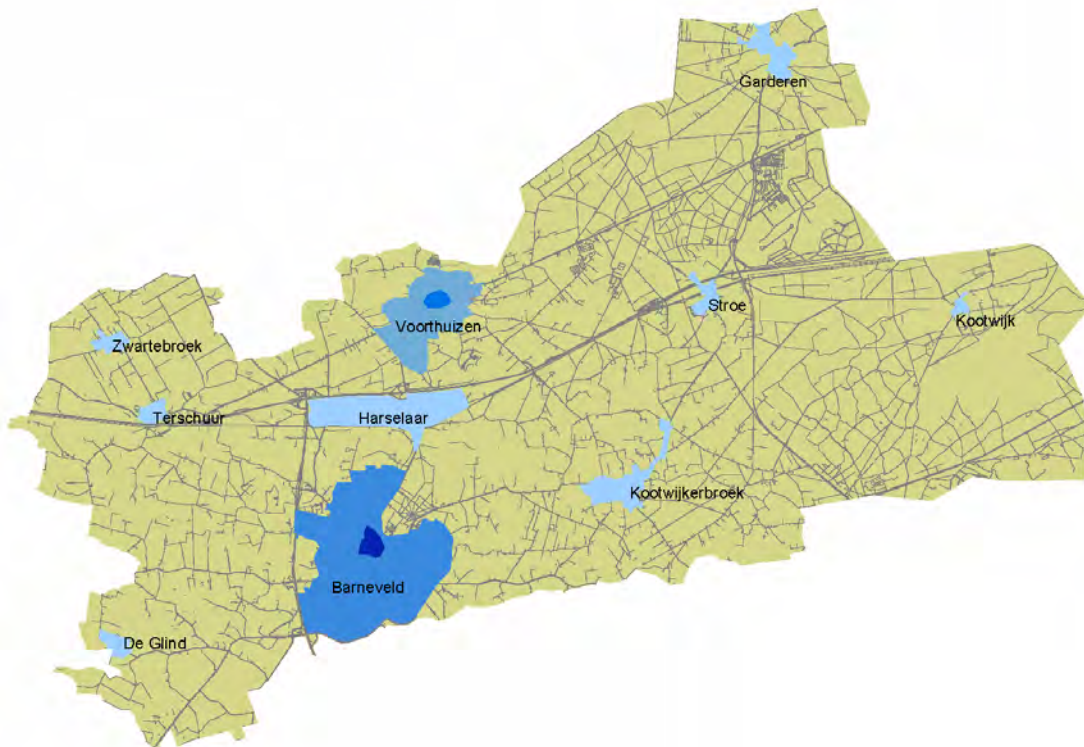 Garderen
Stroe
Kootwijk
Voorthuizen
Zwartebroek
Terschuur
Harselaar
Kootwijkerbroek
Barneveld
De Glind